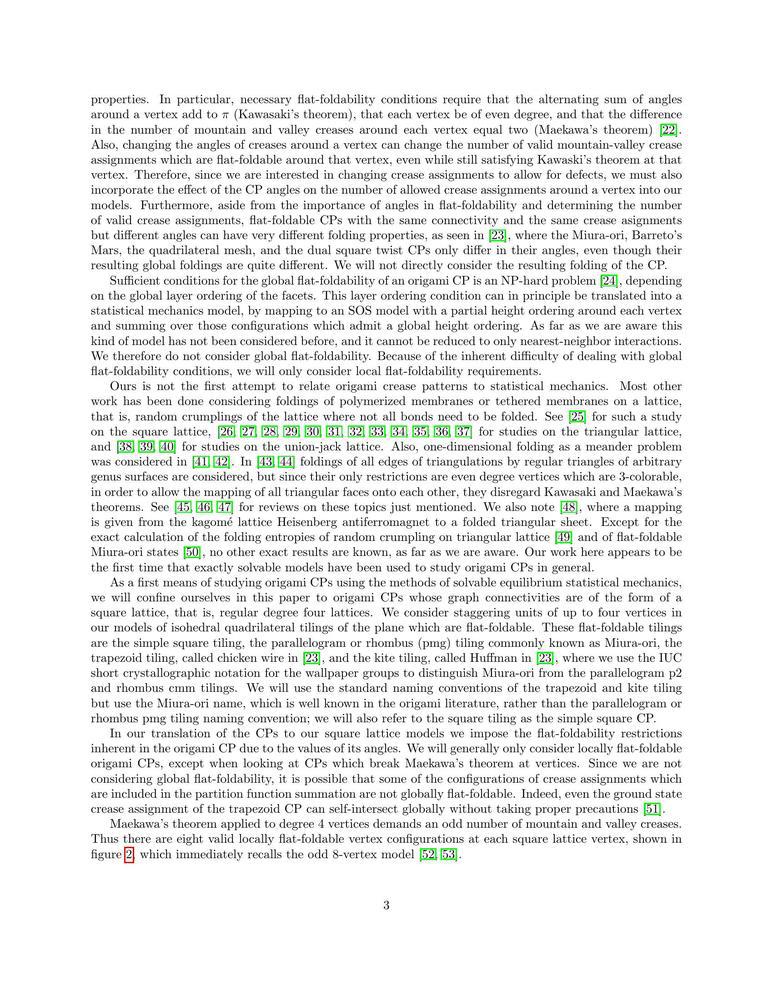 properties. In particular, necessary flat-foldability conditions require that the alternating sum of angles
around a vertex add to π (Kawasaki's theorem), that each vertex be of even degree, and that the difference
in the number of mountain and valley creases around each vertex equal two (Maekawa's theorem) [22].
Also, changing the angles of creases around a vertex can change the number of valid mountain-valley crease
assignments which are flat-foldable around that vertex, even while still satisfying Kawaski's theorem at that
vertex. Therefore, since we are interested in changing crease assignments to allow for defects, we must also
incorporate the effect of the CP angles on the number of allowed crease assignments around a vertex into our
models. Furthermore, aside from the importance of angles in flat-foldability and determining the number
of valid crease assignments, flat-foldable CPs with the same connectivity and the same crease asignments
but different angles can have very different folding properties, as seen in [23], where the Miura-ori, Barreto's
Mars, the quadrilateral mesh, and the dual square twist CPs only differ in their angles, even though their
resulting global foldings are quite different. We will not directly consider the resulting folding of the CP.
Sufficient conditions for the global flat-foldability of an origami CP is an NP-hard problem [24], depending
on the global layer ordering of the facets. This layer ordering condition can in principle be translated into a
statistical mechanics model, by mapping to an SOS model with a partial height ordering around each vertex
and summing over those configurations which admit a global height ordering. As far as we are aware this
kind of model has not been considered before, and it cannot be reduced to only nearest-neighbor interactions.
We therefore do not consider global flat-foldability. Because of the inherent difficulty of dealing with global
flat-foldability conditions, we will only consider local flat-foldability requirements.
Ours is not the first attempt to relate origami crease patterns to statistical mechanics. Most other
work has been done considering foldings of polymerized membranes or tethered membranes on a lattice,
that is, random crumplings of the lattice where not all bonds need to be folded. See [25] for such a study
on the square lattice, [26, 27, 28, 29, 30, 31, 32, 33, 34, 35, 36, 37] for studies on the triangular lattice,
and [38, 39, 40] for studies on the union-jack lattice. Also, one-dimensional folding as a meander problem
was considered in [41, 42]. In [43, 44] foldings of all edges of triangulations by regular triangles of arbitrary
genus surfaces are considered, but since their only restrictions are even degree vertices which are 3-colorable,
in order to allow the mapping of all triangular faces onto each other, they disregard Kawasaki and Maekawa's
theorems. See [45, 46, 47] for reviews on these topics just mentioned. We also note [48], where a mapping
is given from the kagomé lattice Heisenberg antiferromagnet to a folded triangular sheet. Except for the
exact calculation of the folding entropies of random crumpling on triangular lattice [49] and of flat-foldable
Miura-ori states [50], no other exact results are known, as far as we are aware. Our work here appears to be
the first time that exactly solvable models have been used to study origami CPs in general.
As a first means of studying origami CPs using the methods of solvable equilibrium statistical mechanics,
we will confine ourselves in this paper to origami CPs whose graph connectivities are of the form of a
square lattice, that is, regular degree four lattices. We consider staggering units of up to four vertices in
our models of isohedral quadrilateral tilings of the plane which are flat-foldable. These flat-foldable tilings
are the simple square tiling, the parallelogram or rhombus (pmg) tiling commonly known as Miura-ori, the
trapezoid tiling, called chicken wire in [23], and the kite tiling, called Huffman in [23], where we use the IUC
short crystallographic notation for the wallpaper groups to distinguish Miura-ori from the parallelogram p2
and rhombus cmm tilings. We will use the standard naming conventions of the trapezoid and kite tiling
but use the Miura-ori name, which is well known in the origami literature, rather than the parallelogram or
rhombus pmg tiling naming convention; we will also refer to the square tiling as the simple square CP.
In our translation of the CPs to our square lattice models we impose the flat-foldability restrictions
inherent in the origami CP due to the values of its angles. We will generally only consider locally flat-foldable
origami CPs, except when looking at CPs which break Maekawa's theorem at vertices. Since we are not
considering global flat-foldability, it is possible that some of the configurations of crease assignments which
are included in the partition function summation are not globally flat-foldable. Indeed, even the ground state
crease assignment of the trapezoid CP can self-intersect globally without taking proper precautions [51].
Maekawa's theorem applied to degree 4 vertices demands an odd number of mountain and valley creases.
Thus there are eight valid locally flat-foldable vertex configurations at each square lattice vertex, shown in
figure 2, which immediately recalls the odd 8-vertex model [52, 53].
3